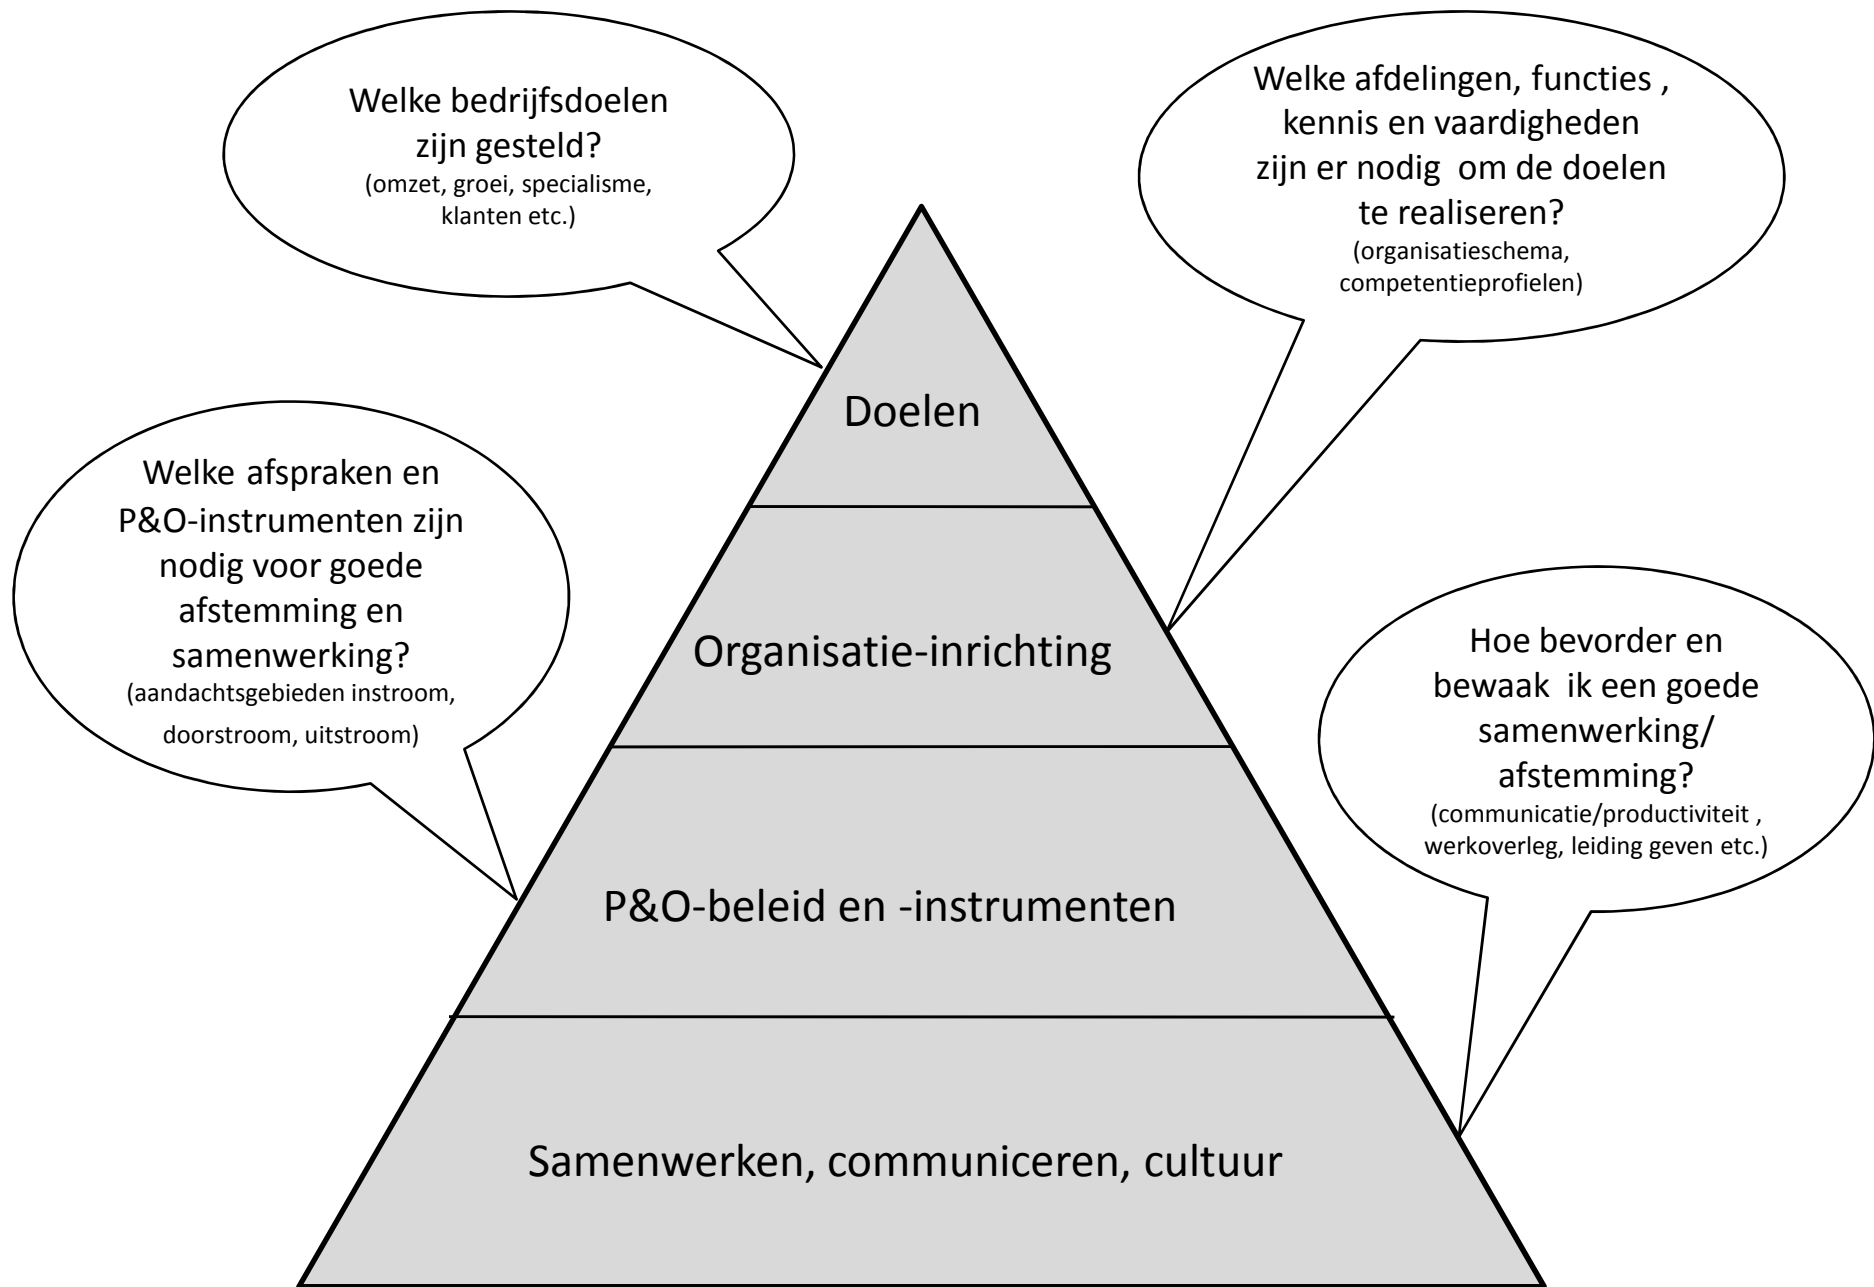 Welke bedrijfsdoelen
zijn gesteld?
(omzet, groei, specialisme,
klanten etc.)
Welke afdelingen, functies ,
kennis en vaardigheden
zijn er nodig  om de doelen
te realiseren?
(organisatieschema,
competentieprofielen)
Doelen
Welke afspraken en
P&O-instrumenten zijn
nodig voor goede
afstemming en
samenwerking?
(aandachtsgebieden instroom,
doorstroom, uitstroom)
Organisatie-inrichting
Hoe bevorder en
bewaak  ik een goede
samenwerking/
afstemming?
(communicatie/productiviteit ,
werkoverleg, leiding geven etc.)
P&O-beleid en -instrumenten
Samenwerken, communiceren, cultuur